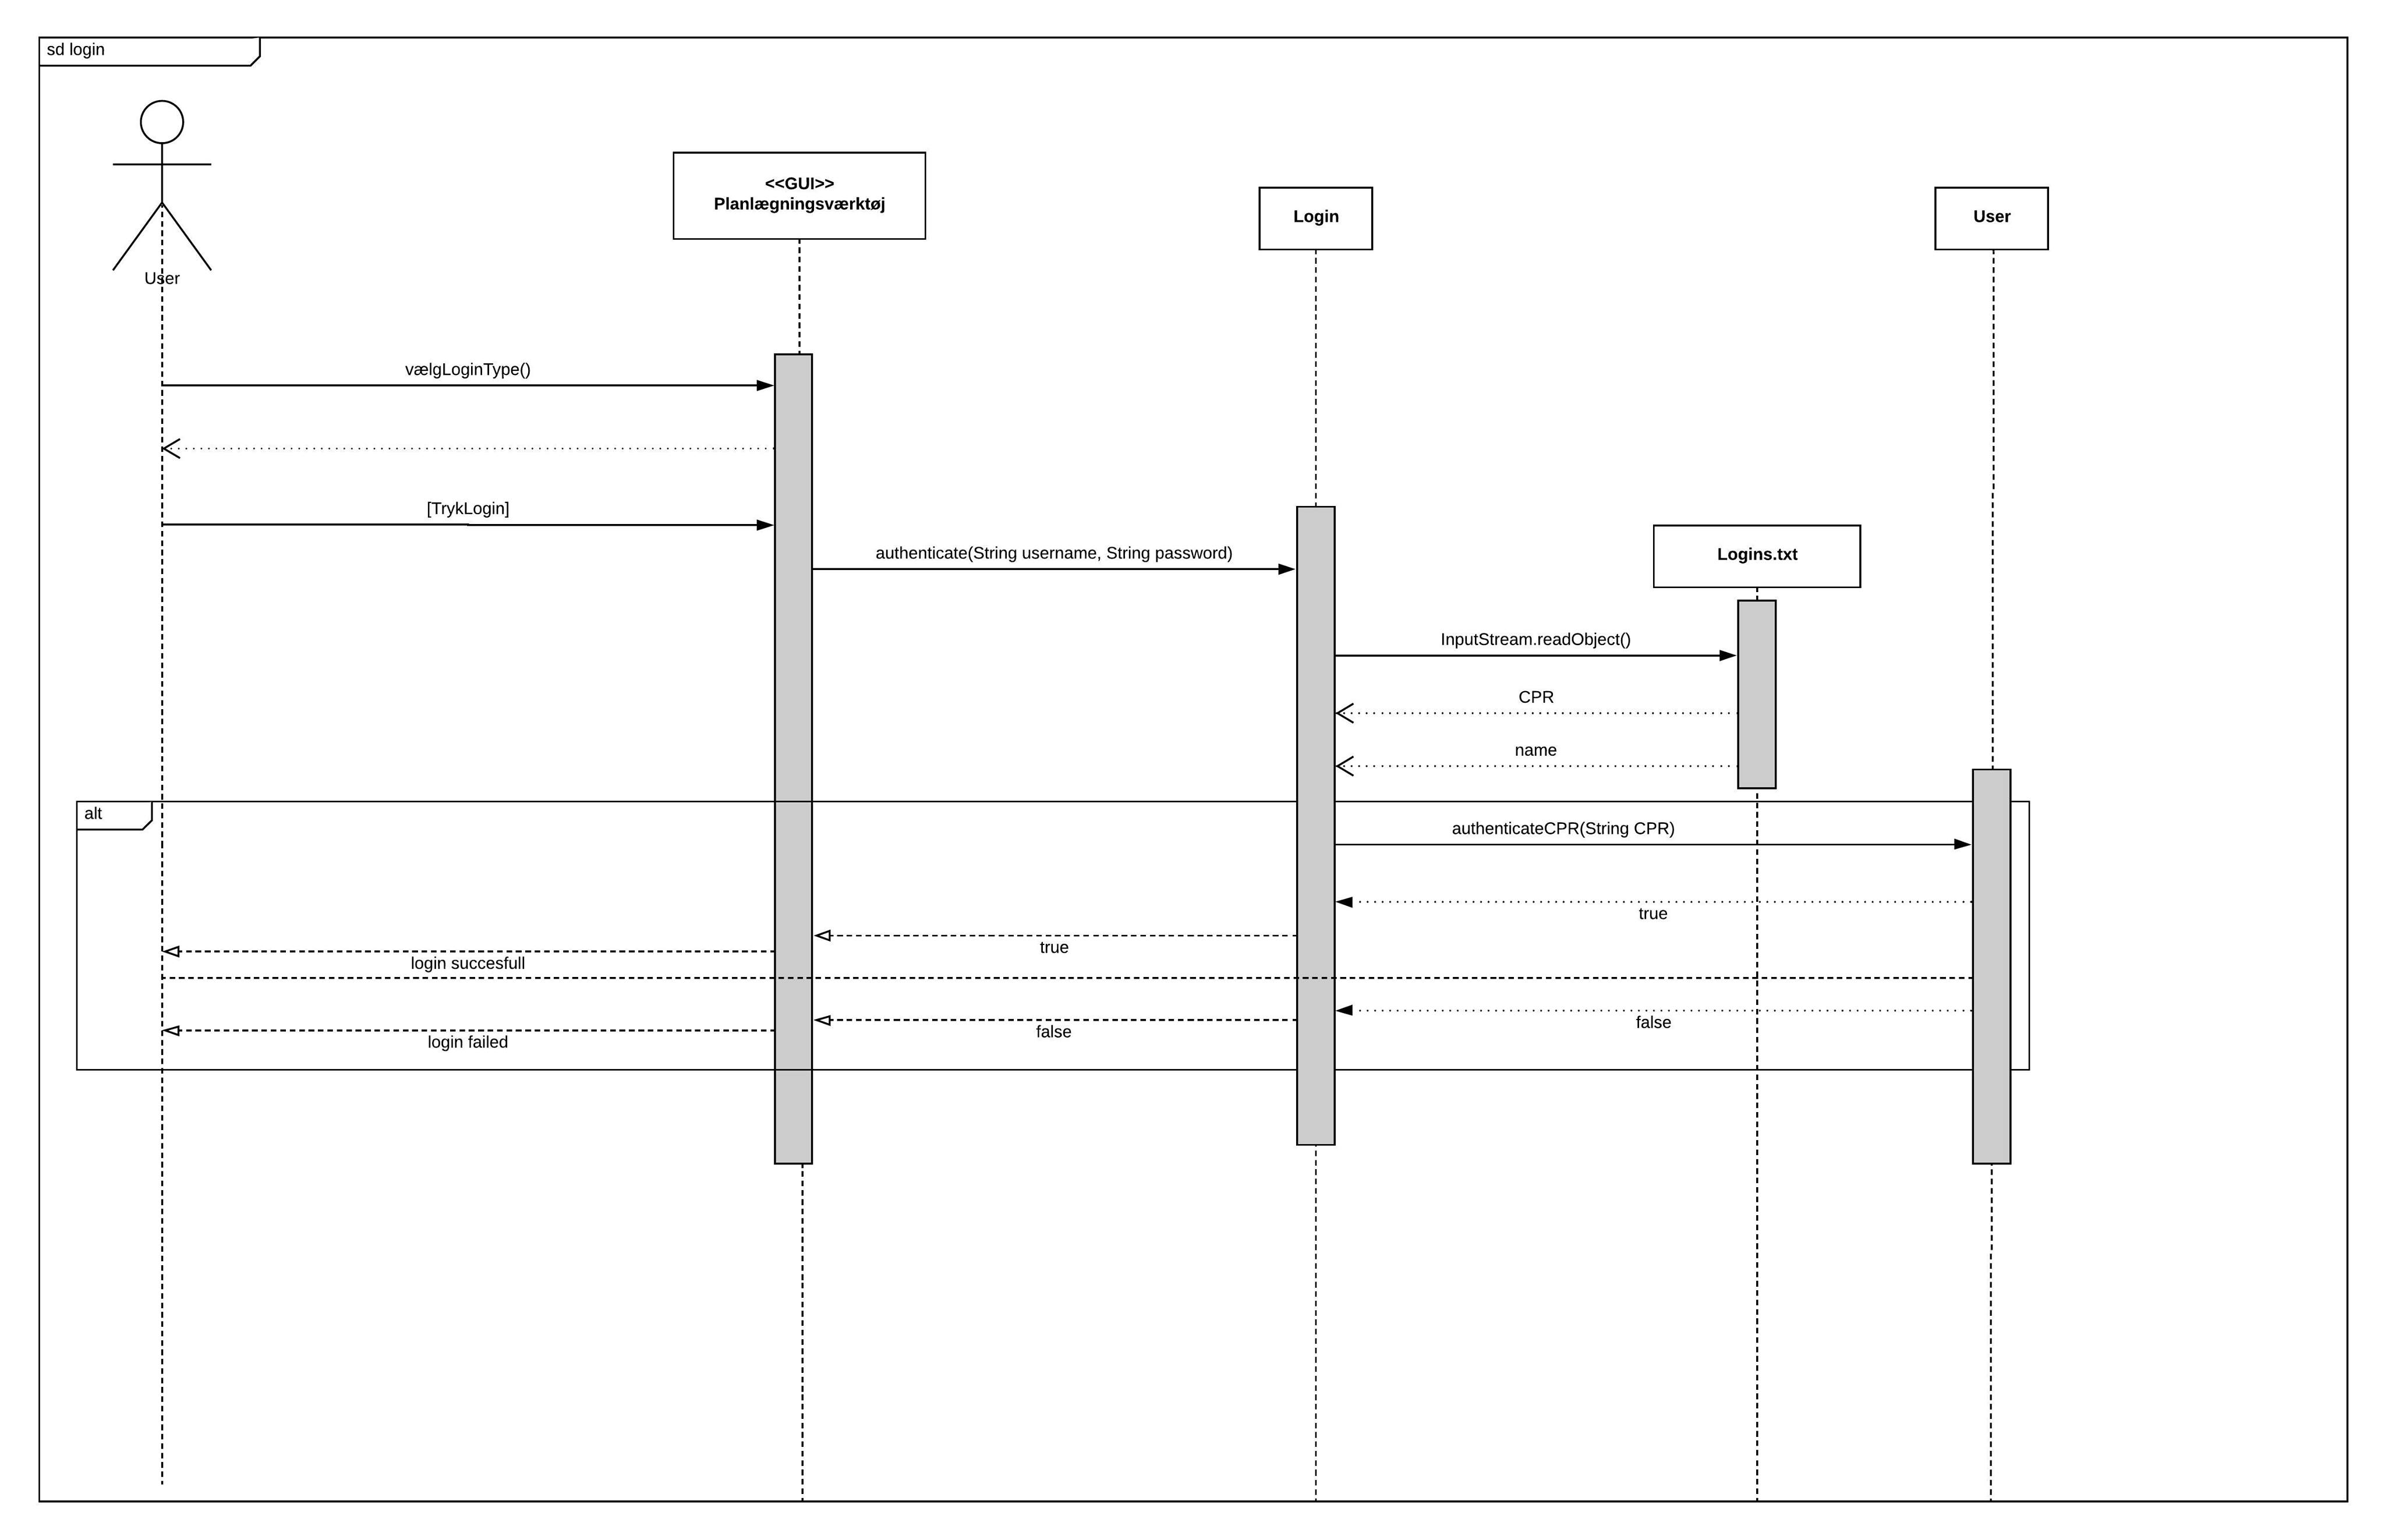 sd login
<<GUI>>
Planlægningsværktøj
Login
User
User
vælgLoginType()
[TrykLogin]
authenticate(String username, String password)
Logins.txt
InputStream.readObject()
CPR
name
alt
authenticateCPR(String CPR)
true
true
login succesfull
false
false
login failed